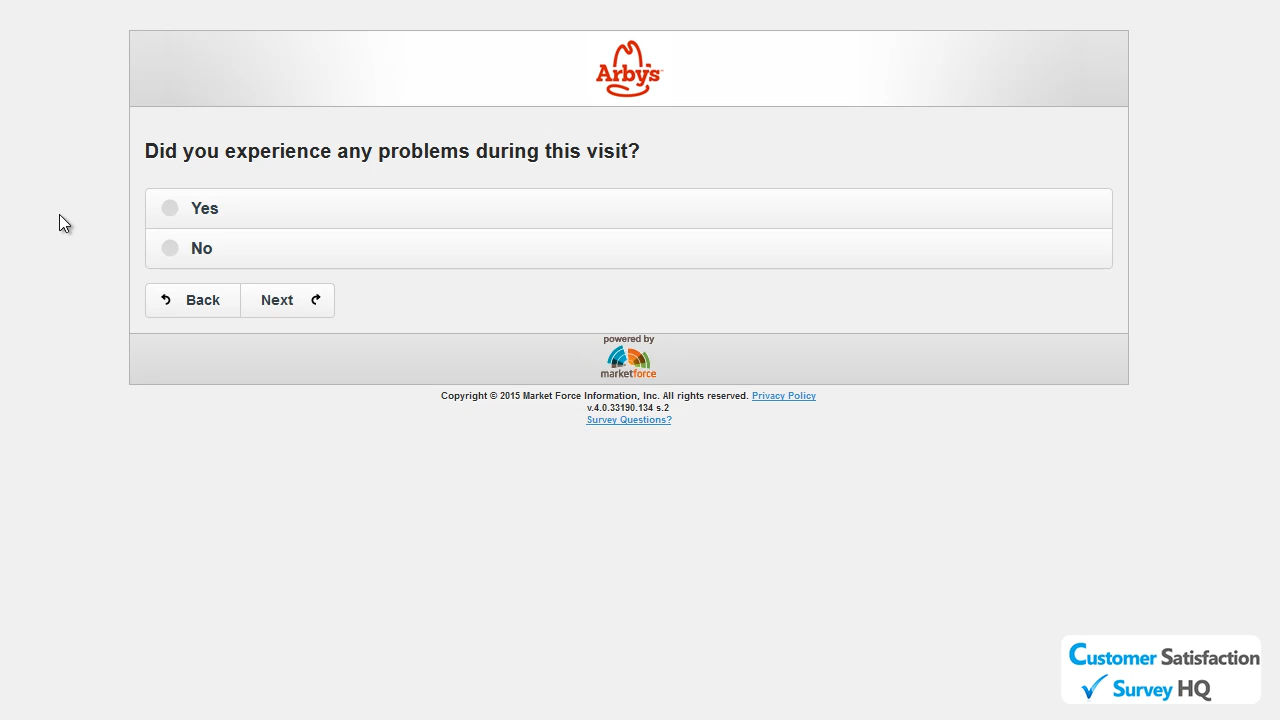 Arby's
Did you experience any problems during this visit?
Yes
No
Back
Next
powered by
marketforce
Copyright © 2015 Market Force Information, Inc. All rights reserved. Privacy Policy
v.4.0.33190.134 s.2
Survey Questions?
Customer Satisfaction
Survey HQ